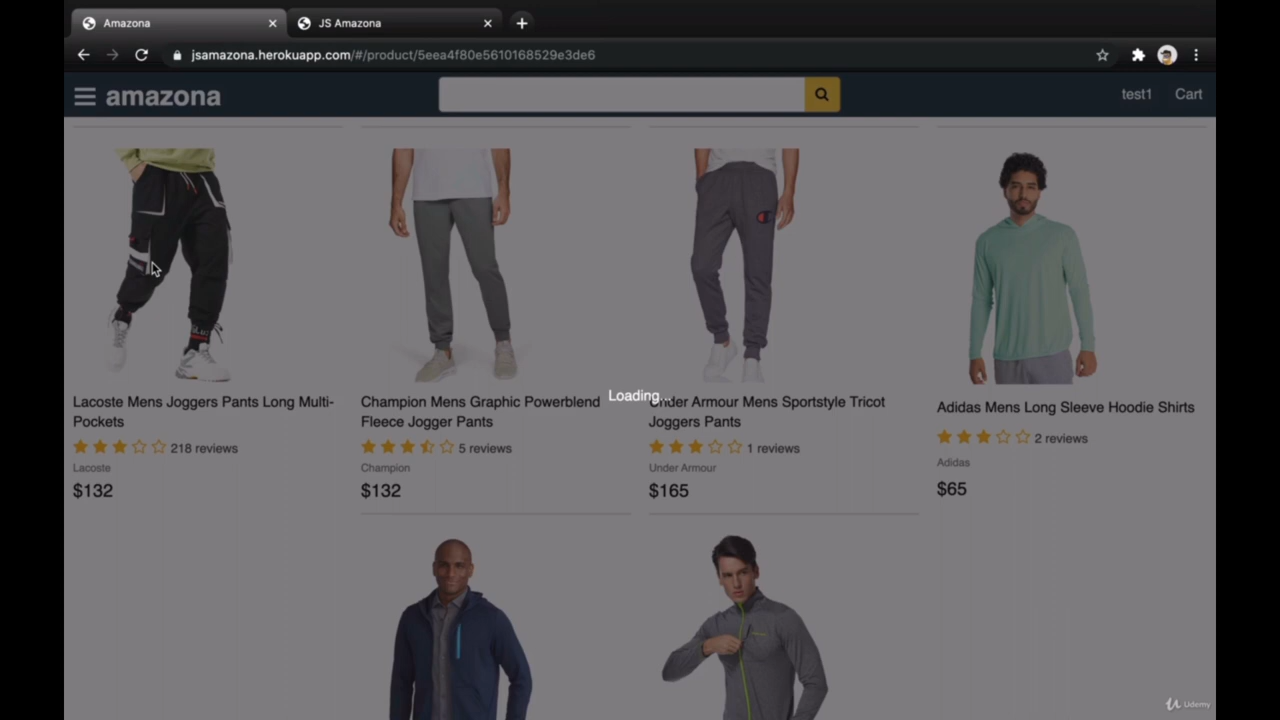 Amazona
JS Amazona
jsamazona.herokuapp.com/#/product/5eea4f80e5610168529e3de6
amazona
test1
Cart
Loading...
Lacoste Mens Joggers Pants Long Multi-
Pockets
218 reviews
Lacoste
$132
Champion Mens Graphic Powerblend
Fleece Jogger Pants
5 reviews
Champion
$132
Under Armour Mens Sportstyle Tricot
Joggers Pants
1 reviews
Under Armour
$165
Adidas Mens Long Sleeve Hoodie Shirts
2 reviews
Adidas
$65
Udemy